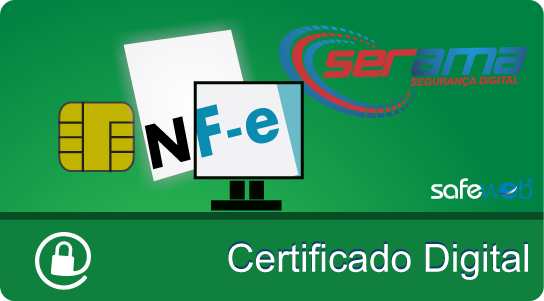 serama
SEGURANÇA DIGITAL
NF-e
safeweb
Certificado Digital